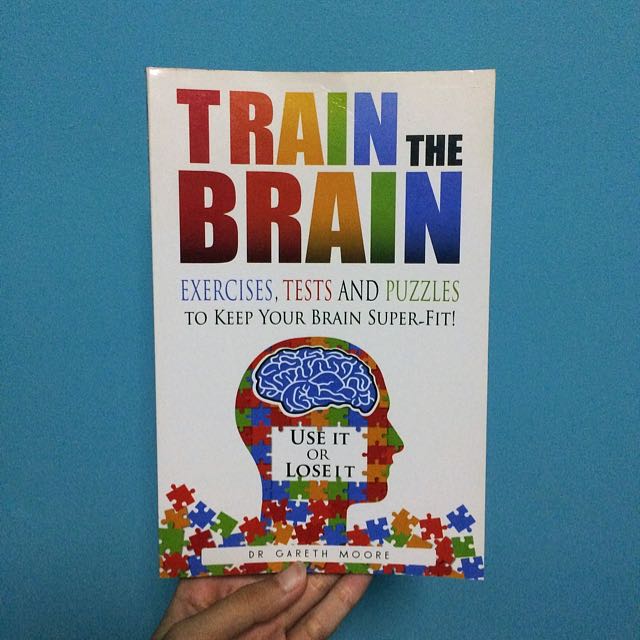 TRAIN THE
BRAIN
EXERCISES, TESTS AND PUZZLES
TO KEEP YOUR BRAIN SUPER-FIT!
USE IT
OR
LOSE IT
DR GARETH MOORE